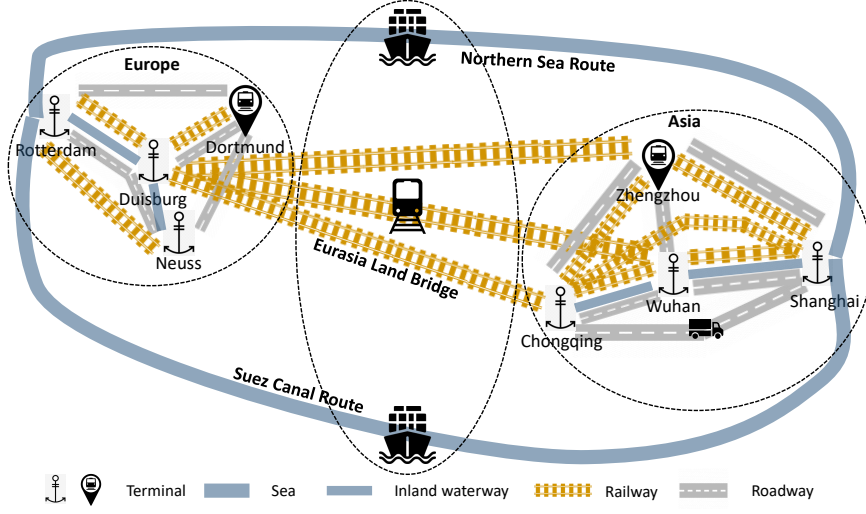 Northern Sea Route
Europe
Asia
Rotterdam
Dortmund
Duisburg
Zhengzhou
Neuss
Eurasia Land Bridge
Wuhan
Shanghai
Chongqing
Suez Canal Route
Terminal
Sea
Inland waterway
Railway
Roadway